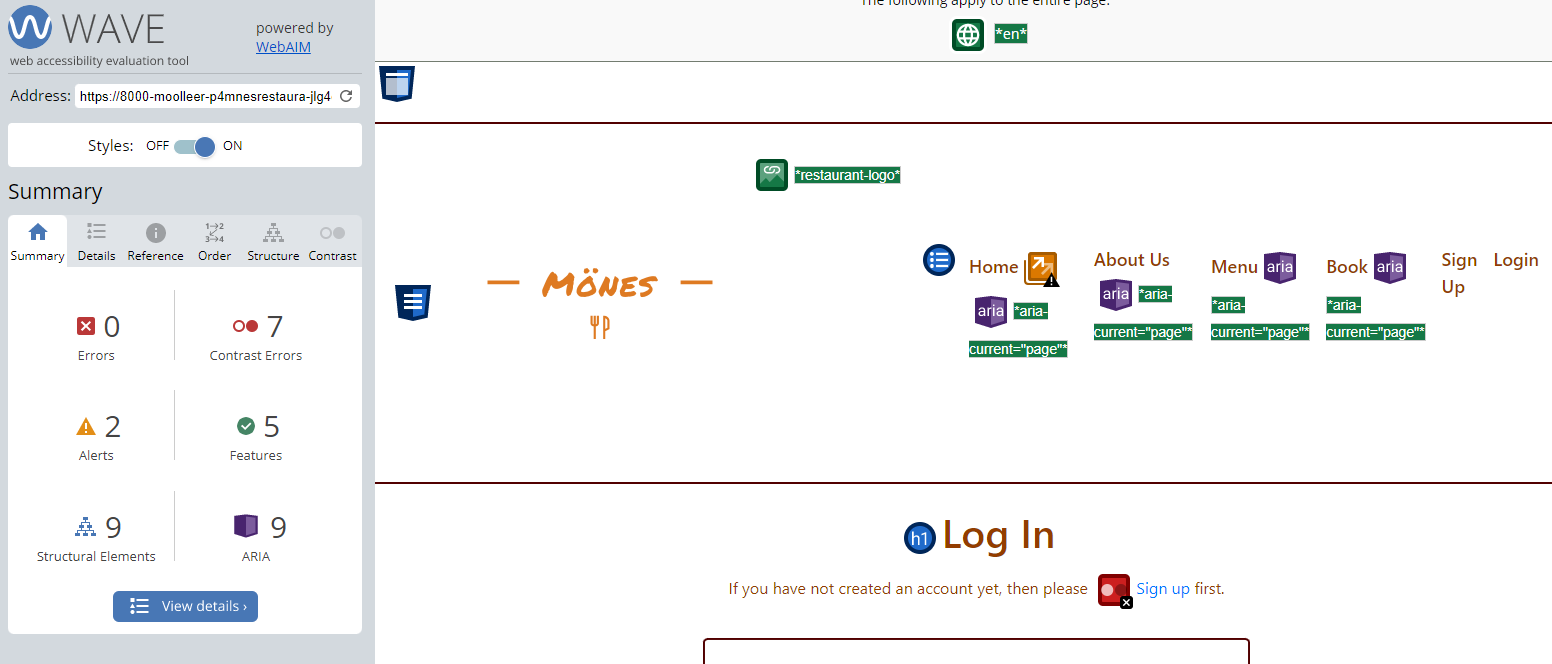 WAVE
powered by
WebAIM
web accessibility evaluation tool
Address: https://8000-moolleer-p4mnesrestaura-jlg4
Styles: OFF ON
Summary
Summary Details Reference Order Structure Contrast
0
Errors
7
Contrast Errors
2
Alerts
5
Features
9
Structural Elements
9
ARIA
View details ›
The following apply to the entire page:
*en*
*restaurant-logo*
MÖNES
Home
aria *aria-
current="page"*
About Us
aria *aria-
current="page"*
Menu aria
*aria-
current="page"*
Book aria
*aria-
current="page"*
Sign
Up
Login
h1 Log In
If you have not created an account yet, then please Sign up first.